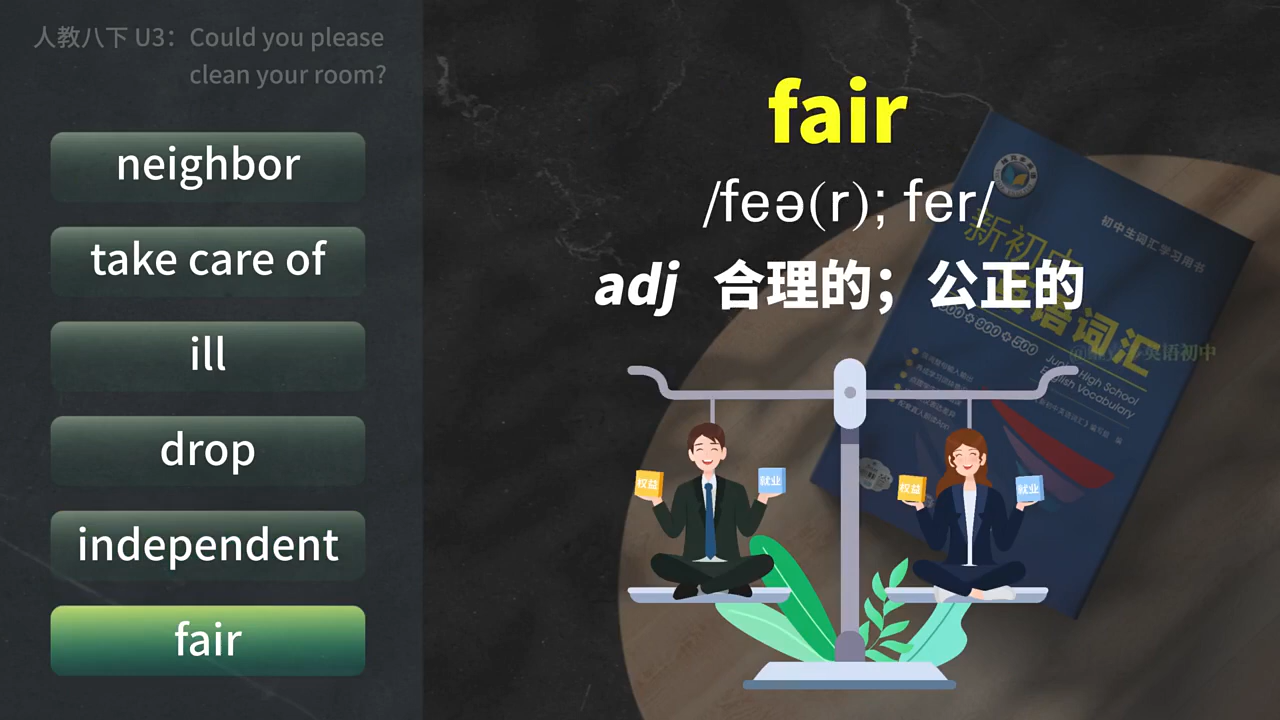 人教八下 U3：Could you please
clean your room?
neighbor
take care of
ill
drop
independent
fair
fair
/feə(r); fer/
adj 合理的；公正的
初中生词汇学习用书
新初中
英语词汇
Junior High School
English Vocabulary
权益
就业
权益
就业